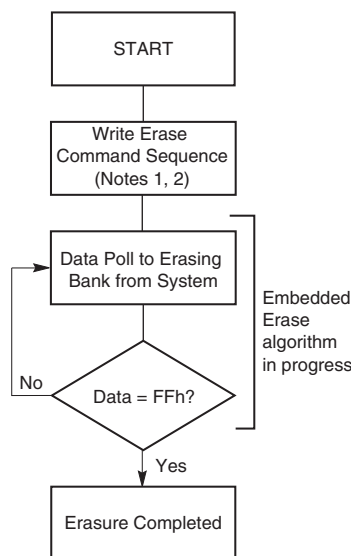 START
Write Erase
Command Sequence
(Notes 1, 2)
Data Poll to Erasing
Bank from System
Embedded
Erase
algorithm
in progress
No
Data = FFh?
Yes
Erasure Completed